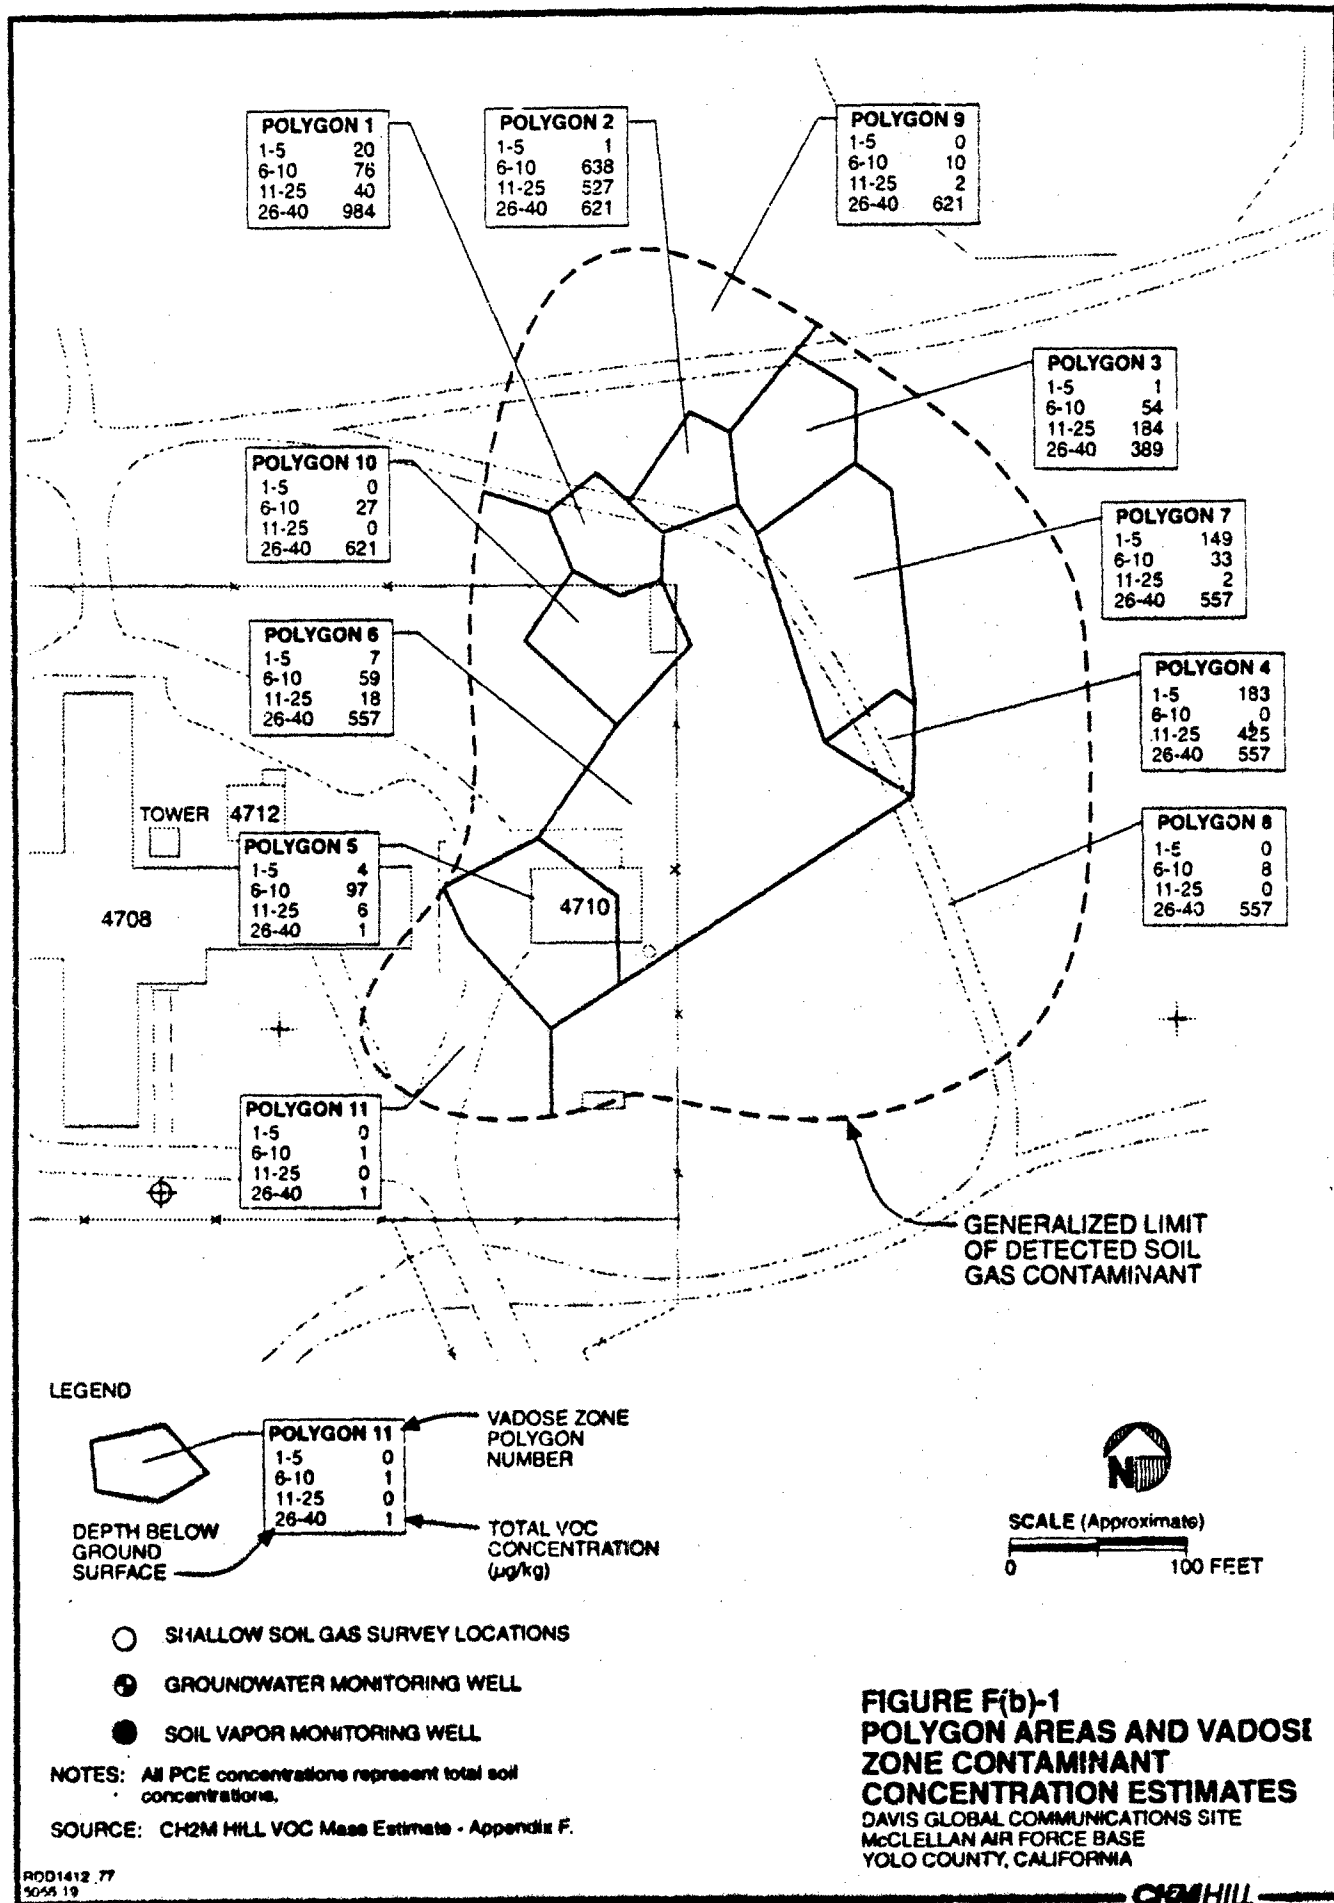 POLYGON 1
1-5 20
6-10 76
11-25 40
26-40 984
POLYGON 2
1-5 1
6-10 638
11-25 527
26-40 621
POLYGON 9
1-5 0
6-10 10
11-25 2
26-40 621
POLYGON 3
1-5 1
6-10 54
11-25 184
26-40 389
POLYGON 10
1-5 0
6-10 27
11-25 0
26-40 621
POLYGON 7
1-5 149
6-10 33
11-25 2
26-40 557
POLYGON 6
1-5 7
6-10 59
11-25 18
26-40 557
POLYGON 4
1-5 183
6-10 0
11-25 425
26-40 557
TOWER
4712
POLYGON 5
1-5 4
6-10 97
11-25 6
26-40 1
POLYGON 8
1-5 0
6-10 8
11-25 0
26-40 557
4708
4710
POLYGON 11
1-5 0
6-10 1
11-25 0
26-40 1
GENERALIZED LIMIT
OF DETECTED SOIL
GAS CONTAMINANT
LEGEND
POLYGON 11
1-5 0
6-10 1
11-25 0
26-40 1
VADOSE ZONE
POLYGON
NUMBER
DEPTH BELOW
GROUND
SURFACE
TOTAL VOC
CONCENTRATION
(µg/kg)
N
SCALE (Approximate)
0 100 FEET
SHALLOW SOIL GAS SURVEY LOCATIONS
GROUNDWATER MONITORING WELL
SOIL VAPOR MONITORING WELL
NOTES: All PCE concentrations represent total soil
concentrations.
SOURCE: CH2M HILL VOC Mass Estimate - Appendix F.
FIGURE F(b)-1
POLYGON AREAS AND VADOSE
ZONE CONTAMINANT
CONCENTRATION ESTIMATES
DAVIS GLOBAL COMMUNICATIONS SITE
McCLELLAN AIR FORCE BASE
YOLO COUNTY, CALIFORNIA
RDD1412.77
5055 19
CH2M HILL